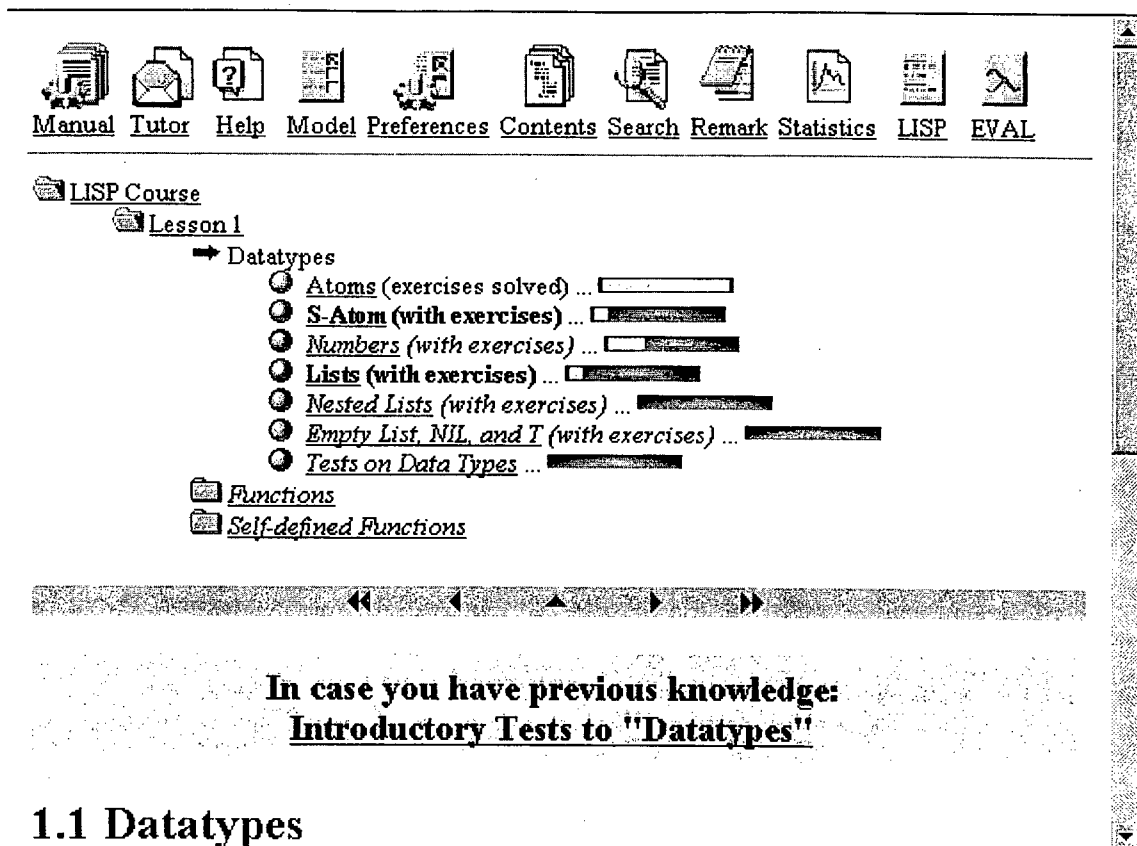 Manual Tutor Help Model Preferences Contents Search Remark Statistics LISP EVAL
LISP Course
Lesson 1
Datatypes
Atoms (exercises solved) ...
S-Atom (with exercises) ...
Numbers (with exercises) ...
Lists (with exercises) ...
Nested Lists (with exercises) ...
Empty List, NIL, and T (with exercises) ...
Tests on Data Types ...
Functions
Self-defined Functions
In case you have previous knowledge:
Introductory Tests to "Datatypes"
1.1 Datatypes